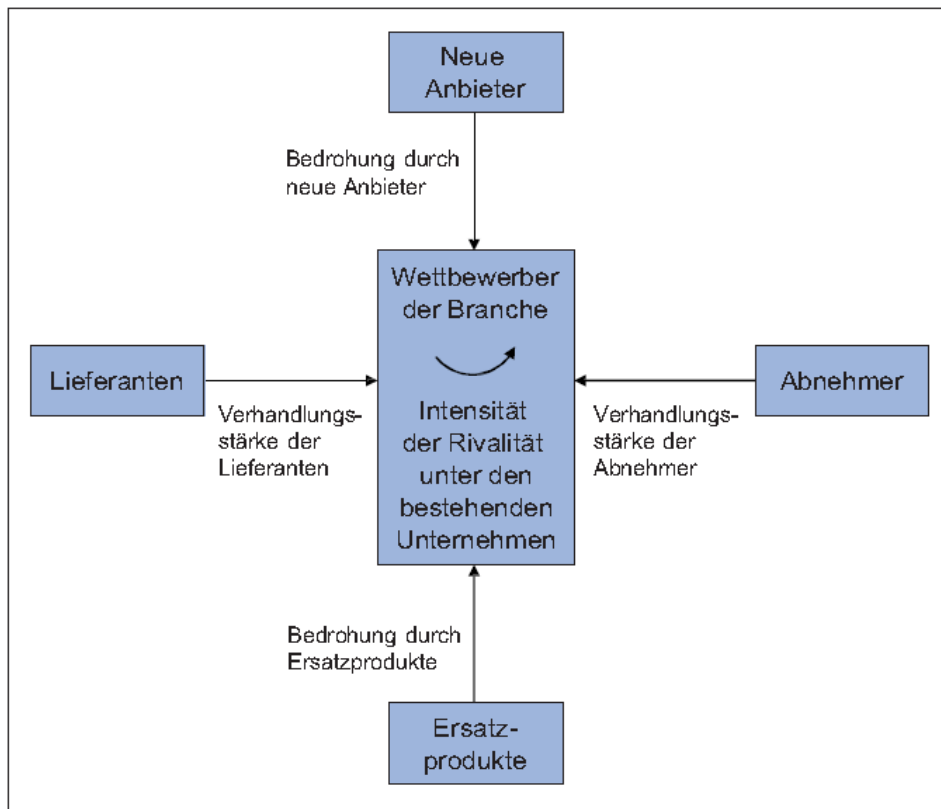 Neue
Anbieter
Bedrohung durch
neue Anbieter
Wettbewerber
der Branche
Lieferanten
Abnehmer
Verhandlungs-
stärke der
Lieferanten
Intensität
der Rivalität
unter den
bestehenden
Unternehmen
Verhandlungs-
stärke der
Abnehmer
Bedrohung durch
Ersatzprodukte
Ersatz-
produkte